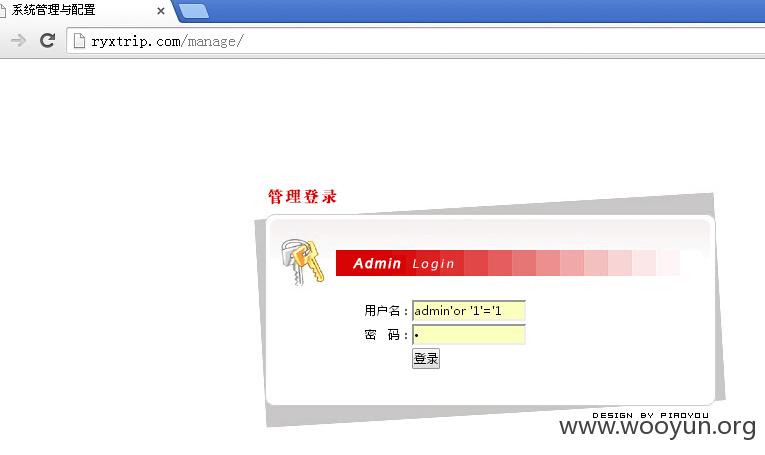 系统管理与配置
ryxtrip.com/manage/
管理登录
Admin Login
用户名：admin'or '1'='1
密 码：•
登录
DESIGN BY PIAOYOU
www.wooyun.org